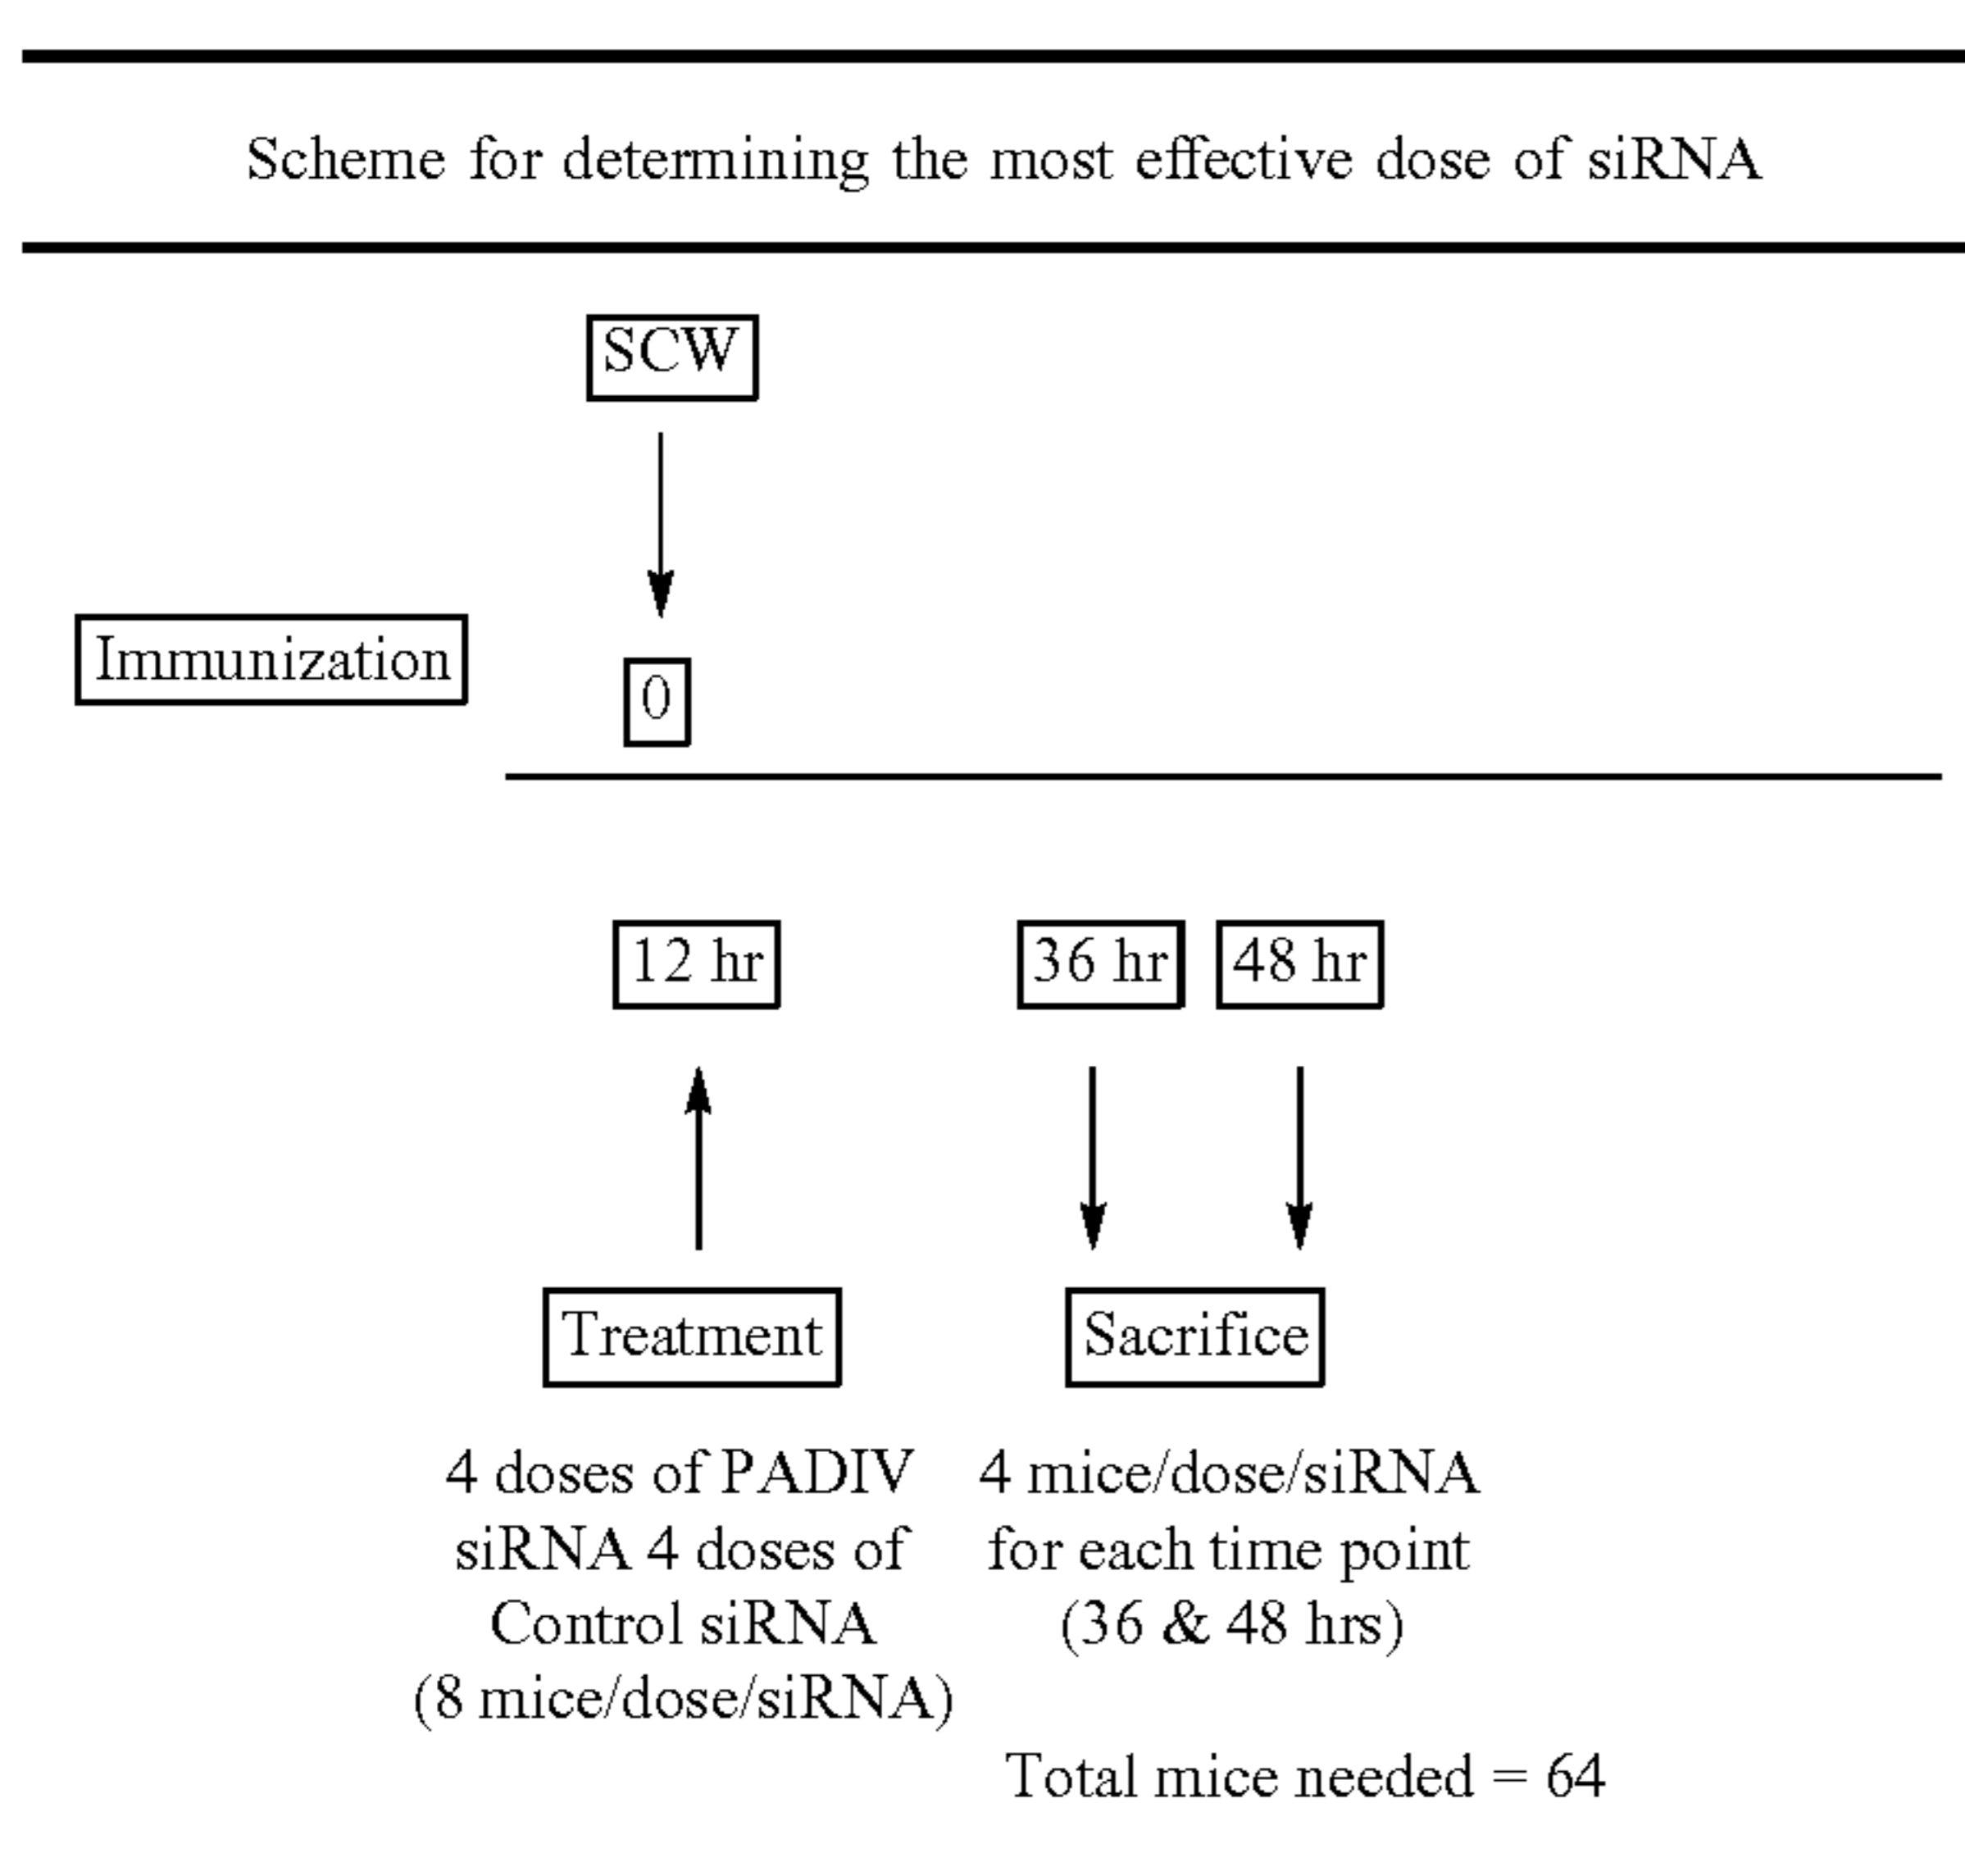 Scheme for determining the most effective dose of siRNA
SCW
Immunization
0
12 hr
36 hr
48 hr
Treatment
Sacrifice
4 doses of PADIV
siRNA 4 doses of
Control siRNA
(8 mice/dose/siRNA)
4 mice/dose/siRNA
for each time point
(36 & 48 hrs)
Total mice needed = 64